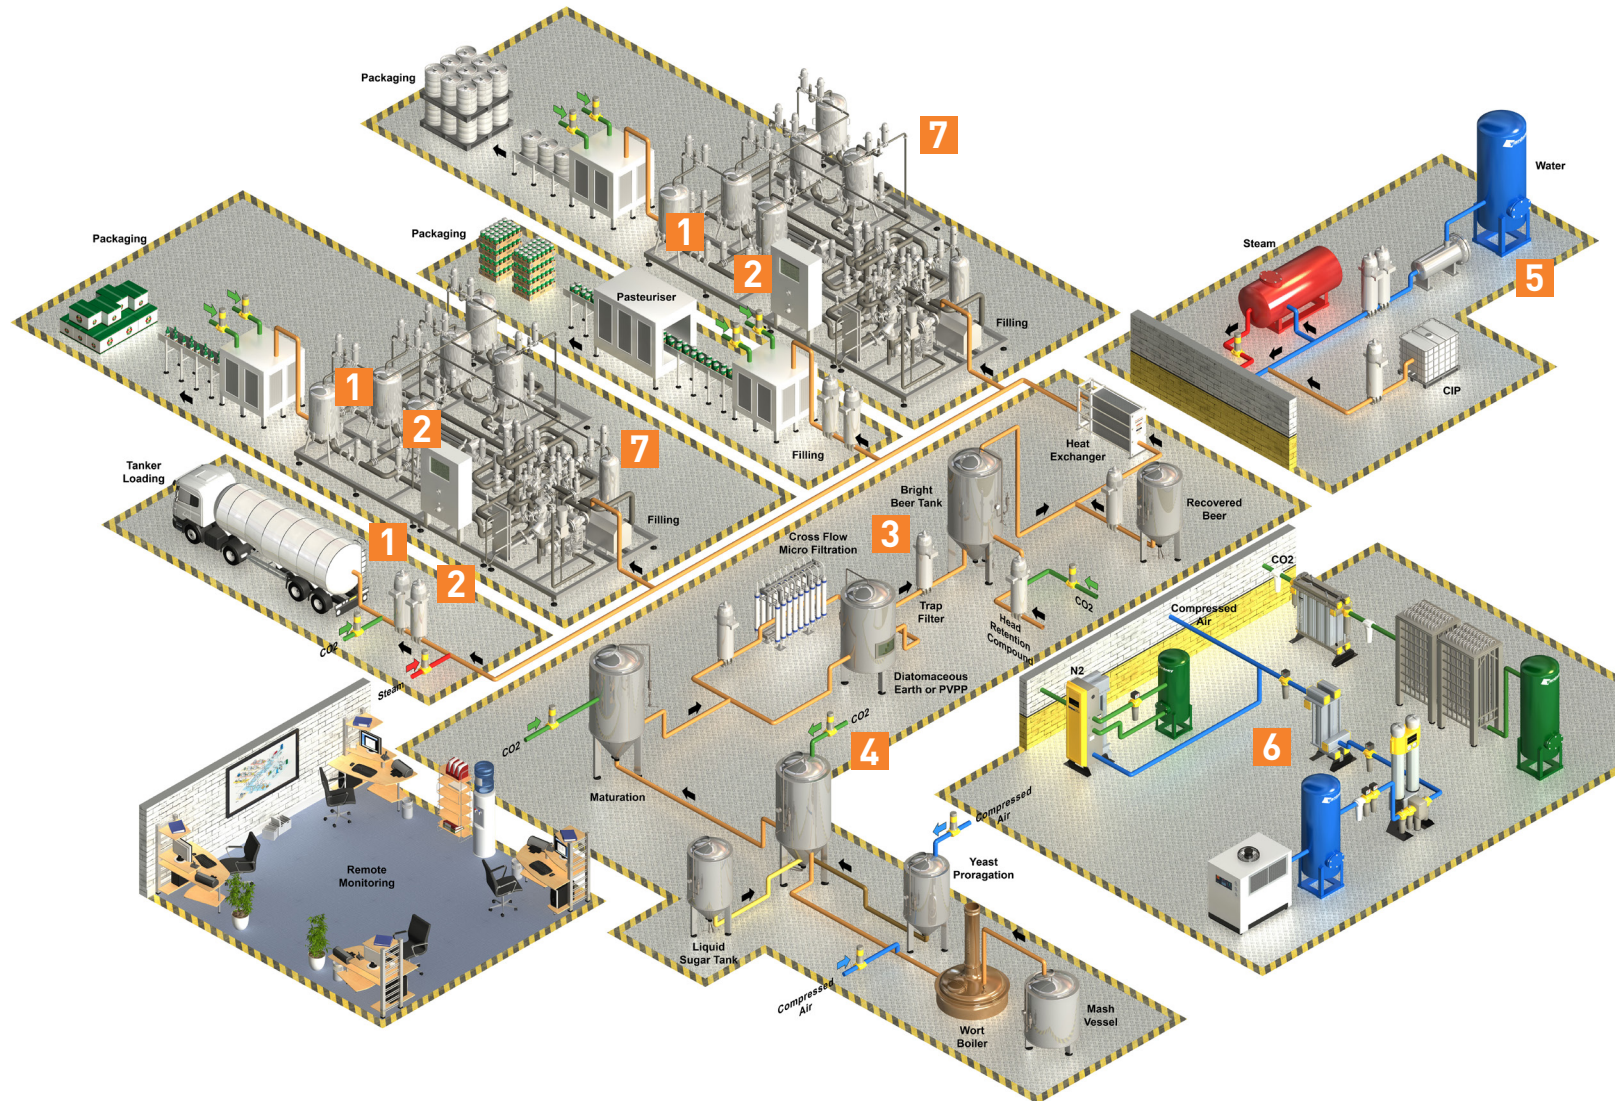 Packaging
7
Water
1
Packaging
Packaging
Steam
2
5
Pasteuriser
Filling
1
CIP
2
7
Heat
Exchanger
Filling
Tanker
Loading
Bright
Beer Tank
Recovered
Beer
Filling
1
3
Cross Flow
Micro Filtration
2
CO2
Trap
Filter
CO2
Compressed
Air
Head
Retention
Compound
CO2
Steam
Diatomaceous
Earth or PVPP
N2
CO2
CO2
4
6
Maturation
Compressed
Air
Remote
Monitoring
Yeast
Proragation
Liquid
Sugar Tank
Compressed
Air
Mash
Vessel
Wort
Boiler